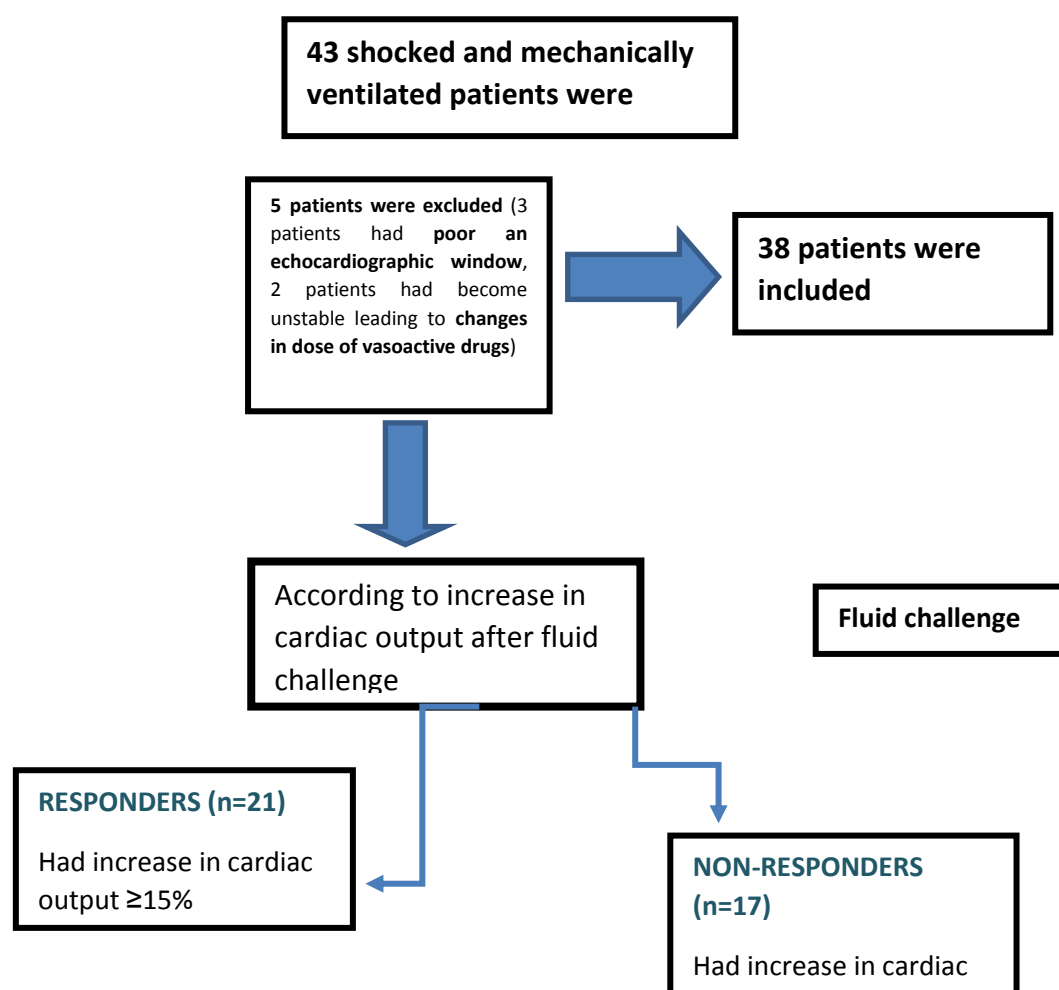 43 shocked and mechanically
ventilated patients were
5 patients were excluded (3
patients had poor an
echocardiographic window,
2 patients had become
unstable leading to changes
in dose of vasoactive drugs)
38 patients were
included
According to increase in
cardiac output after fluid
challenge
Fluid challenge
RESPONDERS (n=21)
Had increase in cardiac
output ≥15%
NON-RESPONDERS
(n=17)
Had increase in cardiac